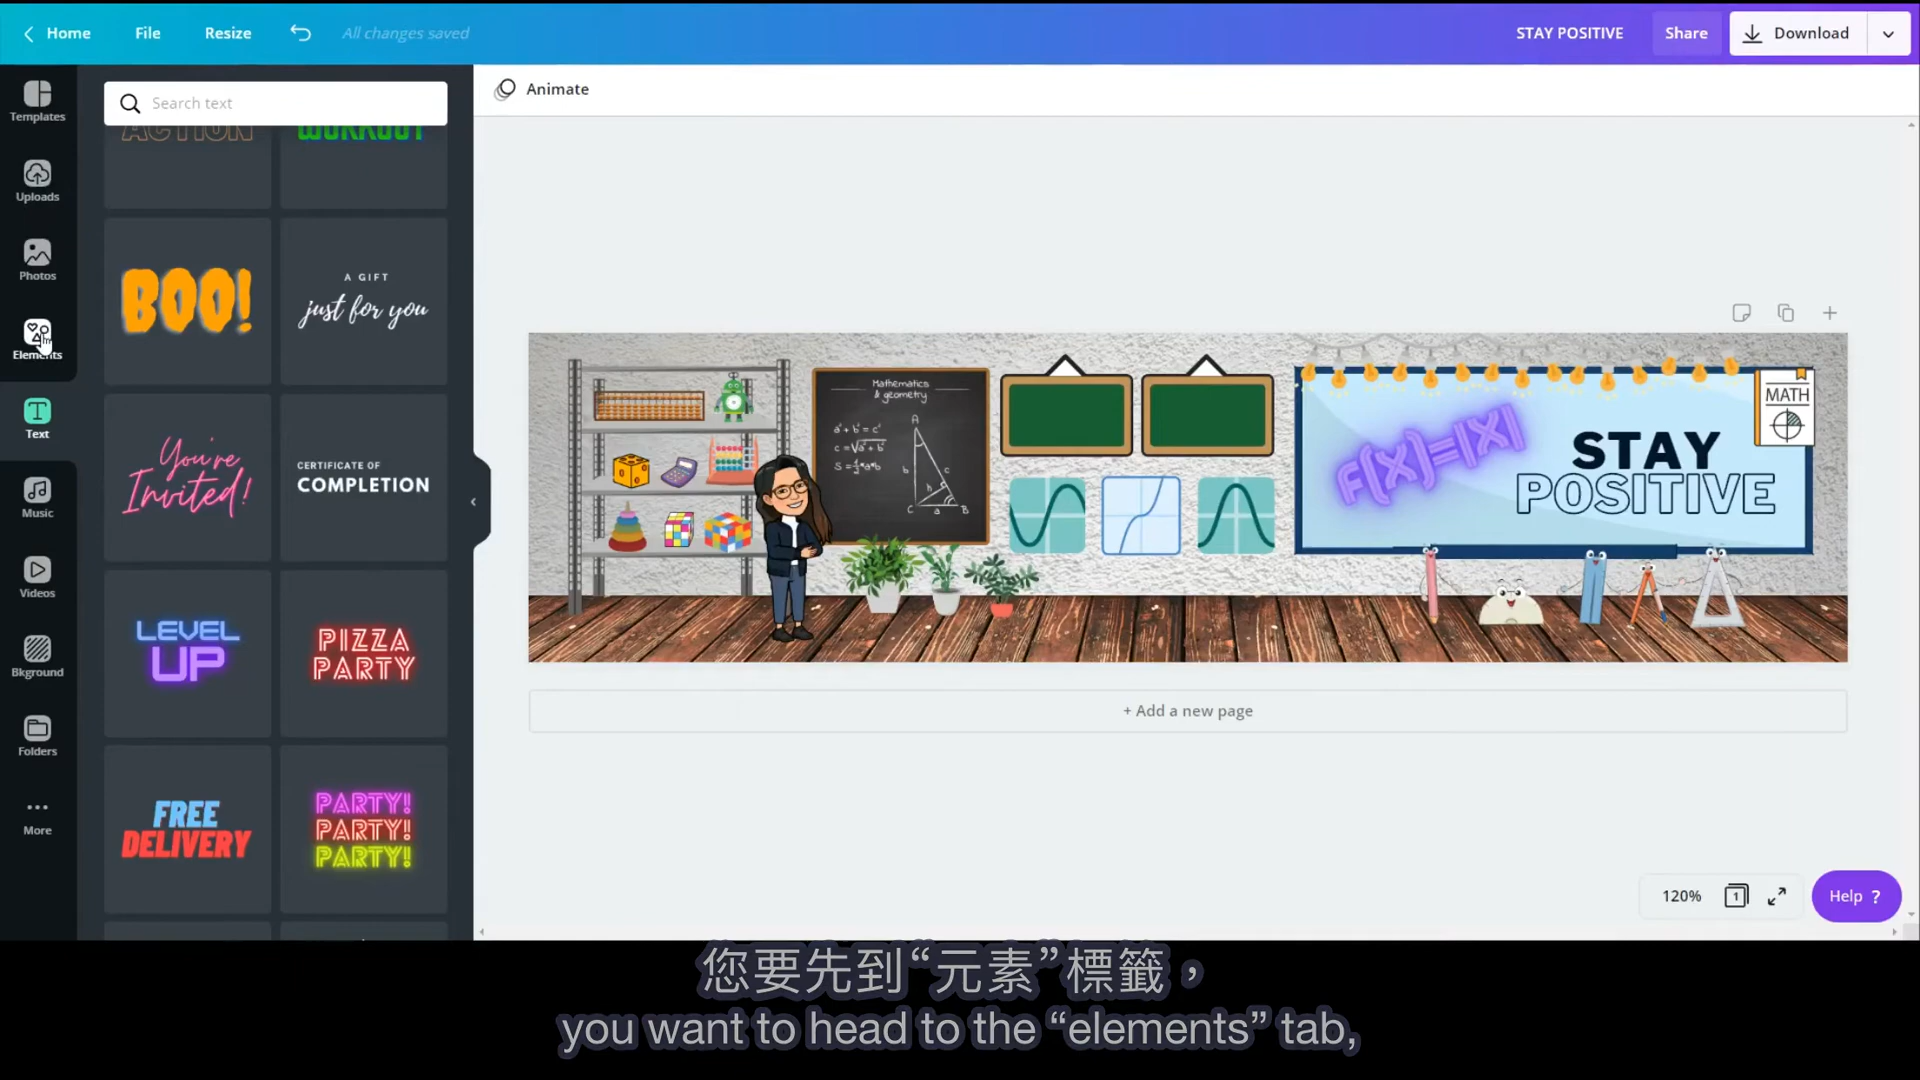 Home
File
Resize
All changes saved
STAY POSITIVE
Share
Download
Templates
Uploads
Photos
Elements
Text
Music
Videos
Bkground
Folders
More
Search text
ACTION
WORKOUT
BOO!
A GIFT
just for you
You're
Invited!
CERTIFICATE OF
COMPLETION
LEVEL
UP
PIZZA
PARTY
FREE
DELIVERY
PARTY!
PARTY!
PARTY!
Animate
Mathematics
& geometry
A
B
C
a
b
c
h
F(X)=|X|
STAY
POSITIVE
MATH
+ Add a new page
120%
1
Help ?
您要先到“元素”標籤，
you want to head to the “elements” tab,